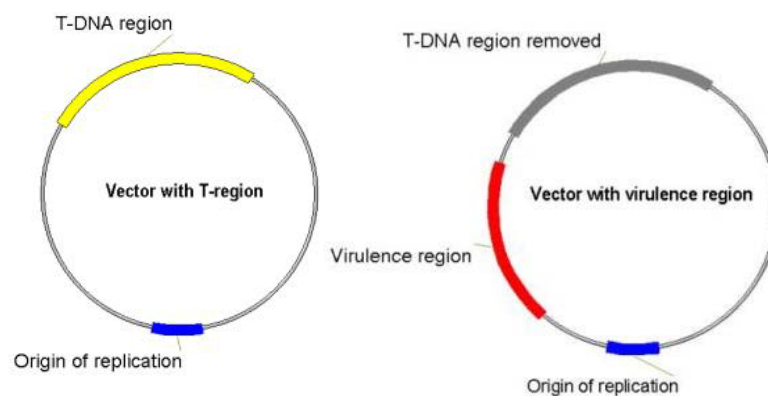 T-DNA region
Vector with T-region
Origin of replication
T-DNA region removed
Vector with virulence region
Virulence region
Origin of replication